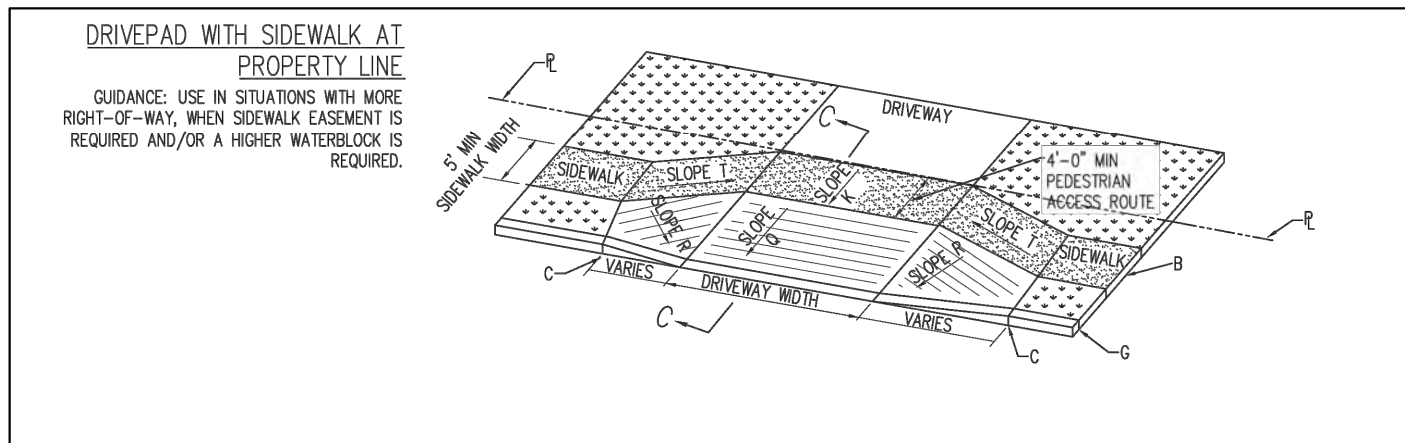 DRIVEPAD WITH SIDEWALK AT
PROPERTY LINE
GUIDANCE: USE IN SITUATIONS WITH MORE
RIGHT-OF-WAY, WHEN SIDEWALK EASEMENT IS
REQUIRED AND/OR A HIGHER WATERBLOCK IS
REQUIRED.
PL
5' MIN
SIDEWALK WIDTH
DRIVEWAY
C
4'-0" MIN
PEDESTRIAN
ACCESS ROUTE
SIDEWALK
SLOPE T
SLOPE
K
SLOPE R
SLOPE
Q
SLOPE R
SLOPE T
SIDEWALK
PL
B
C
VARIES
DRIVEWAY WIDTH
C
VARIES
C
G